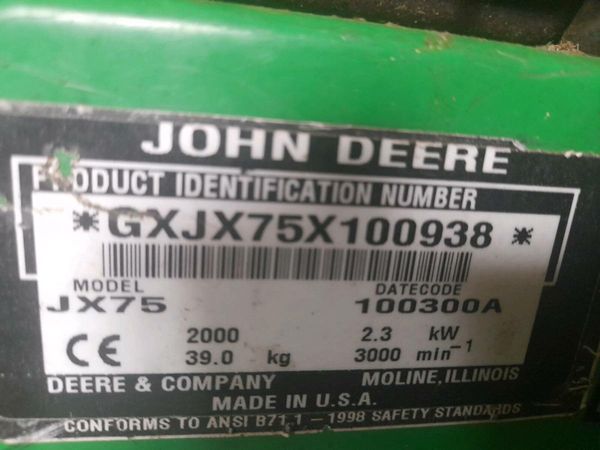 JOHN DEERE
PRODUCT IDENTIFICATION NUMBER
*GXJX75X100938*
MODEL DATECODE
JX75 100300A
CE 2000 2.3 kW
39.0 kg 3000 min-1
DEERE & COMPANY MOLINE, ILLINOIS
MADE IN U.S.A.
CONFORMS TO ANSI B71.1 - 1998 SAFETY STANDARDS